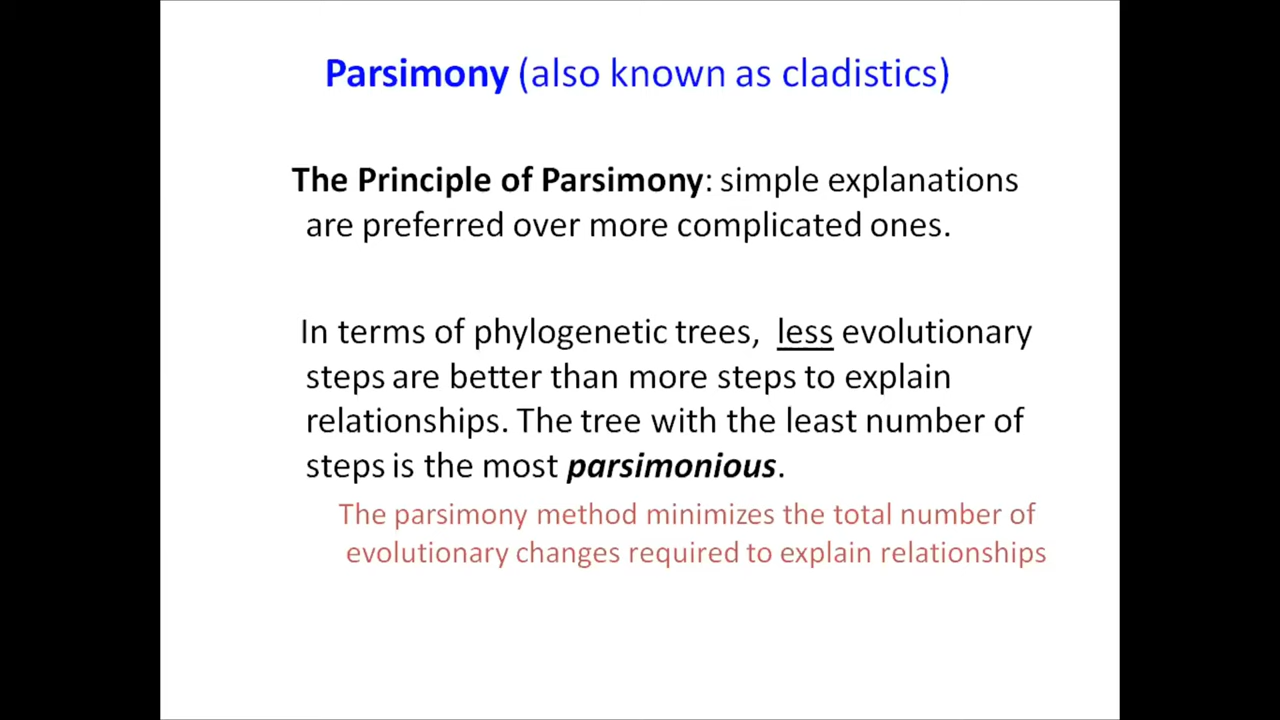 Parsimony (also known as cladistics)
The Principle of Parsimony: simple explanations
are preferred over more complicated ones.
In terms of phylogenetic trees, less evolutionary
steps are better than more steps to explain
relationships. The tree with the least number of
steps is the most parsimonious.
The parsimony method minimizes the total number of
evolutionary changes required to explain relationships